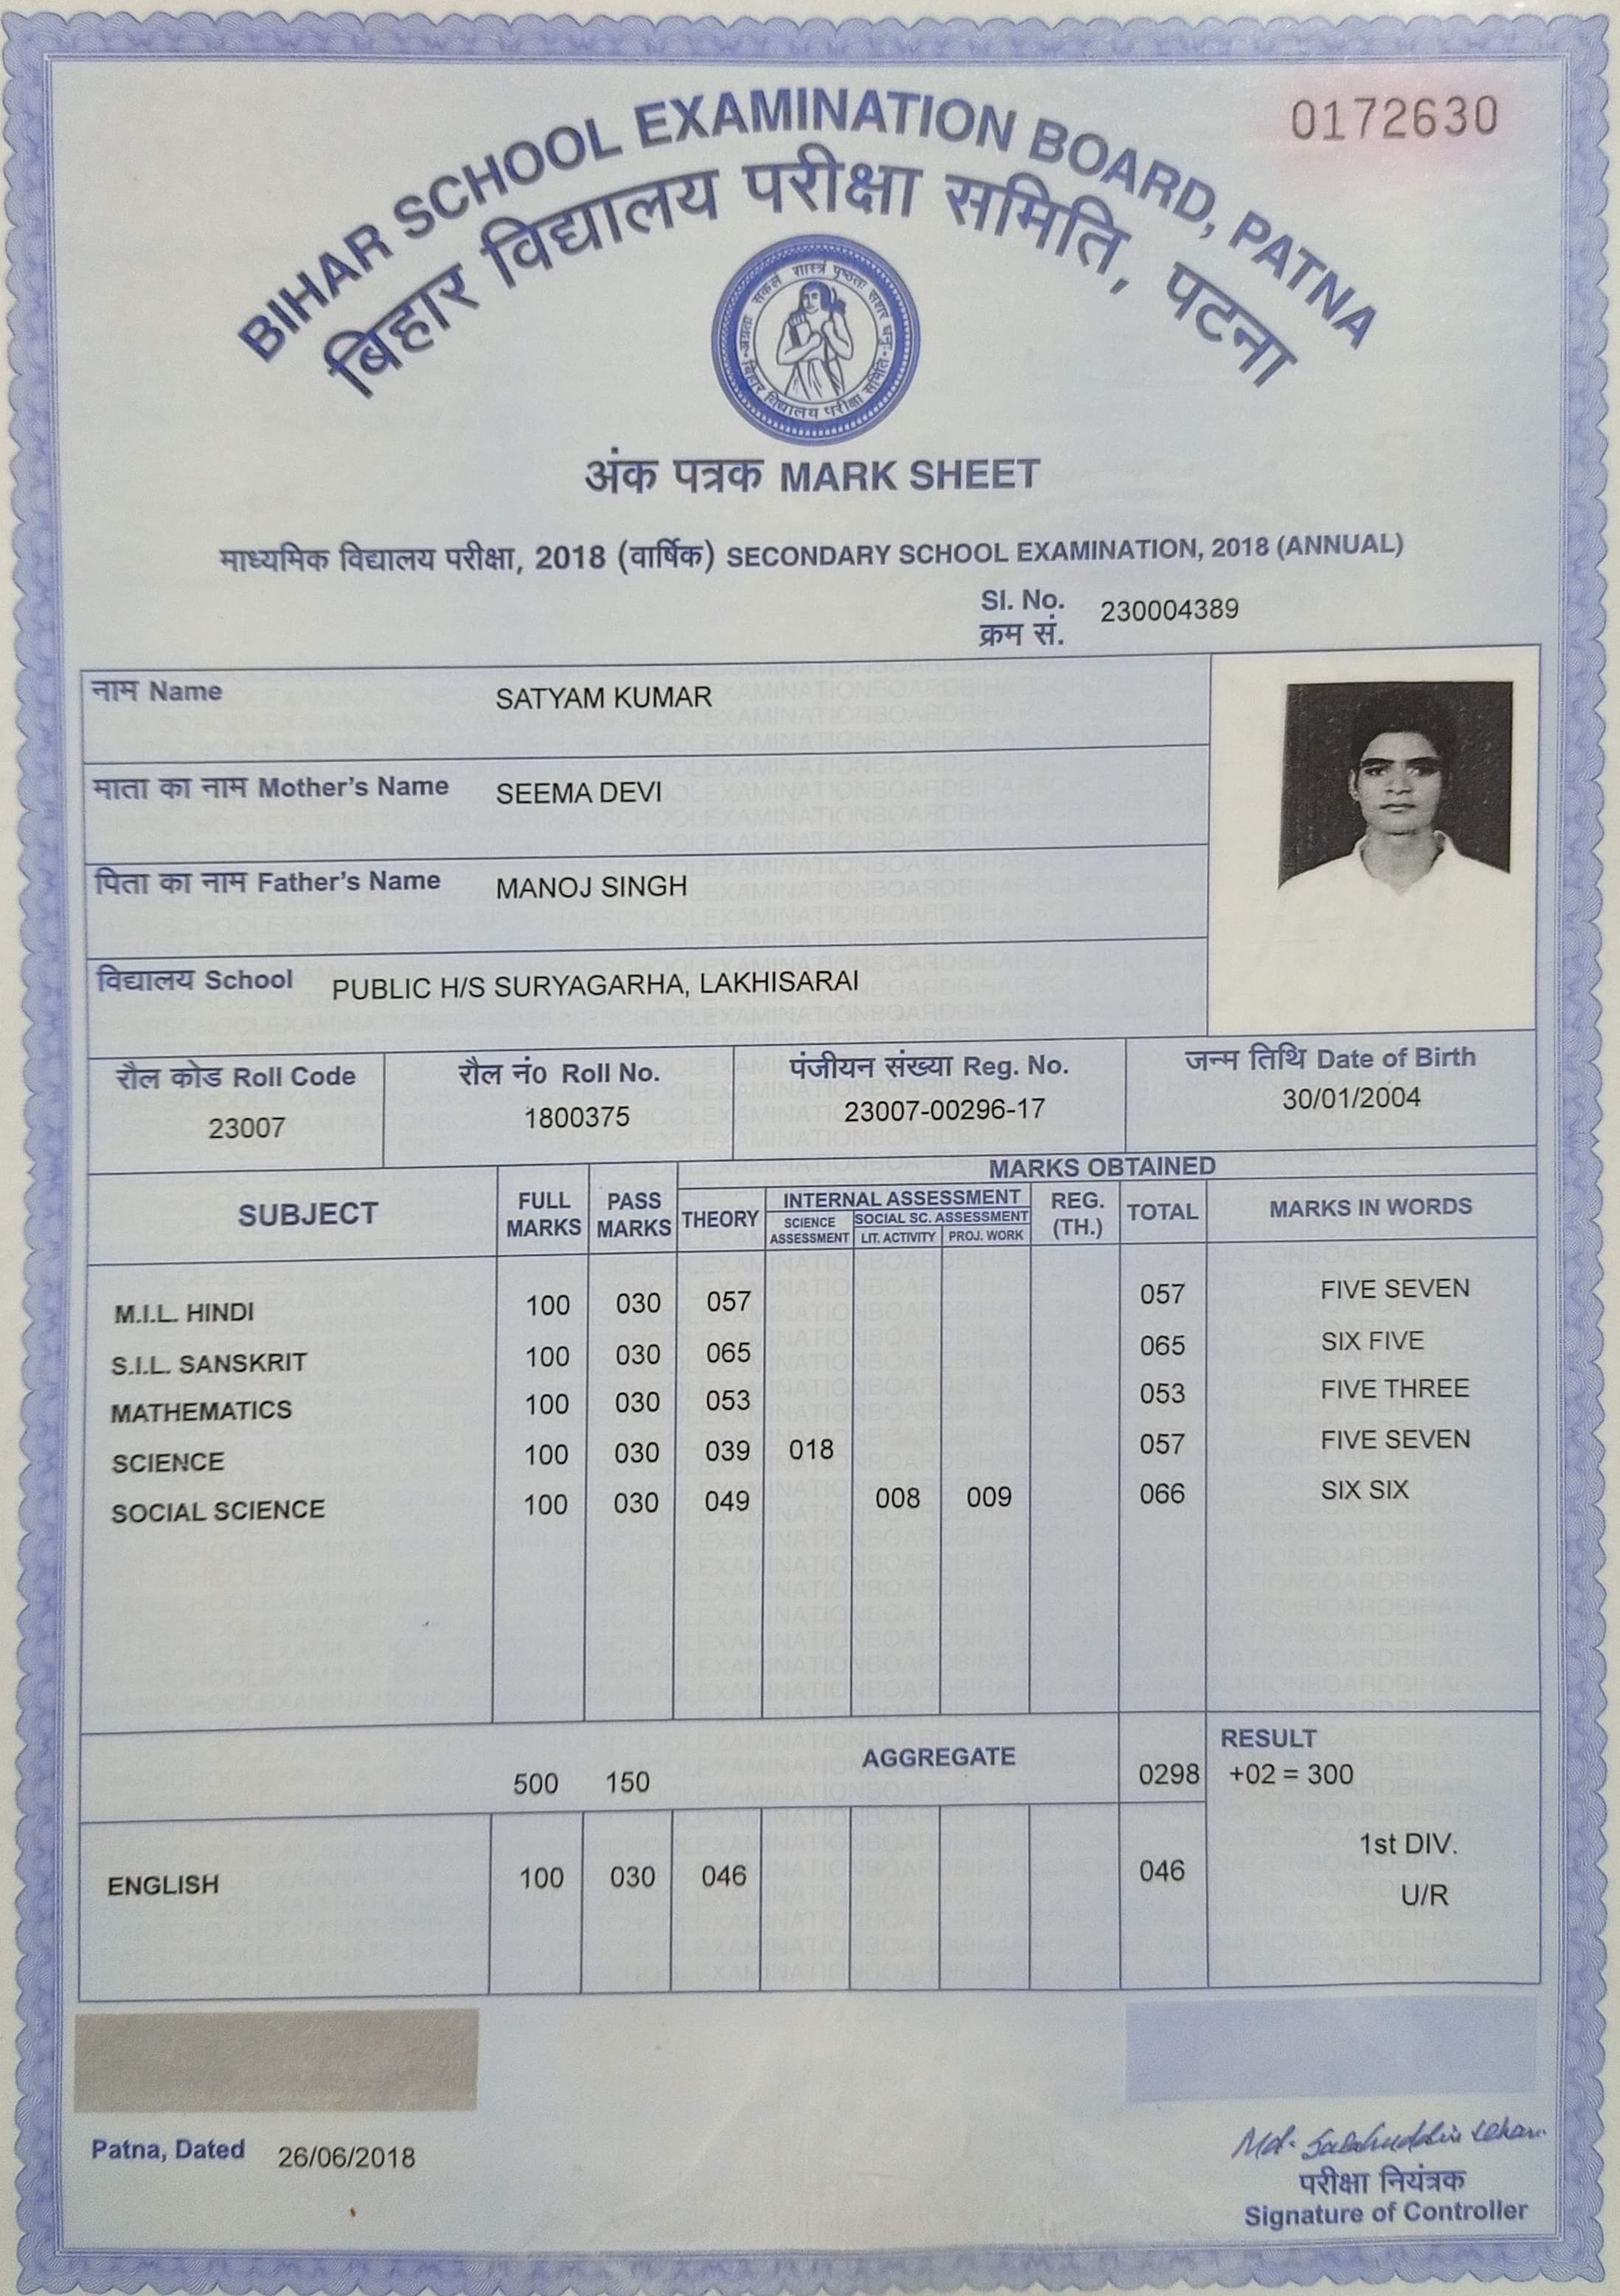 0172630
BIHAR SCHOOL EXAMINATION BOARD, PATNA
बिहार विद्यालय परीक्षा समिति, पटना
बिहार विद्यालय परीक्षा समिति
अंक पत्रक MARK SHEET
माध्यमिक विद्यालय परीक्षा, 2018 (वार्षिक) SECONDARY SCHOOL EXAMINATION, 2018 (ANNUAL)
Sl. No. 230004389
क्रम सं.
नाम Name SATYAM KUMAR
माता का नाम Mother's Name SEEMA DEVI
पिता का नाम Father's Name MANOJ SINGH
विद्यालय School PUBLIC H/S SURYAGARHA, LAKHISARAI
रौल कोड Roll Code रौल नं0 Roll No. पंजीयन संख्या Reg. No. जन्म तिथि Date of Birth
23007 1800375 23007-00296-17 30/01/2004
MARKS OBTAINED
SUBJECT FULL MARKS PASS MARKS THEORY INTERNAL ASSESSMENT REG. (TH.) TOTAL MARKS IN WORDS
SCIENCE ASSESSMENT SOCIAL SC. ASSESSMENT
LIT. ACTIVITY PROJ. WORK
M.I.L. HINDI 100 030 057 057 FIVE SEVEN
S.I.L. SANSKRIT 100 030 065 065 SIX FIVE
MATHEMATICS 100 030 053 053 FIVE THREE
SCIENCE 100 030 039 018 057 FIVE SEVEN
SOCIAL SCIENCE 100 030 049 008 009 066 SIX SIX
AGGREGATE RESULT
500 150 0298 +02 = 300
1st DIV.
ENGLISH 100 030 046 046 U/R
Patna, Dated 26/06/2018
Md.
परीक्षा नियंत्रक
Signature of Controller